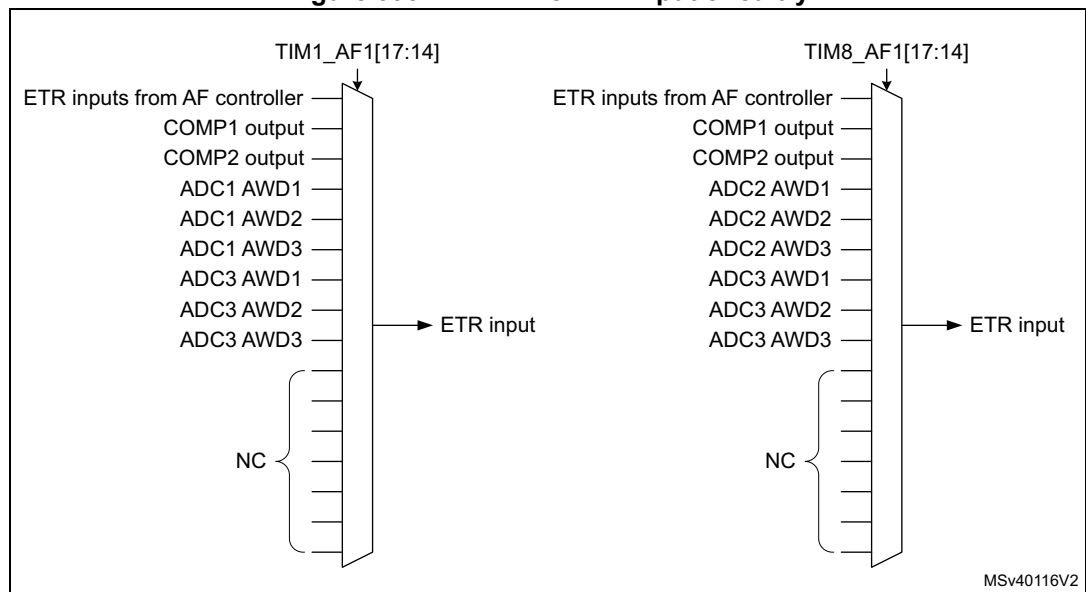 TIM1_AF1[17:14]
ETR inputs from AF controller
COMP1 output
COMP2 output
ADC1 AWD1
ADC1 AWD2
ADC1 AWD3
ADC3 AWD1
ADC3 AWD2
ADC3 AWD3
NC
ETR input
TIM8_AF1[17:14]
ETR inputs from AF controller
COMP1 output
COMP2 output
ADC2 AWD1
ADC2 AWD2
ADC2 AWD3
ADC3 AWD1
ADC3 AWD2
ADC3 AWD3
NC
ETR input
MSv40116V2